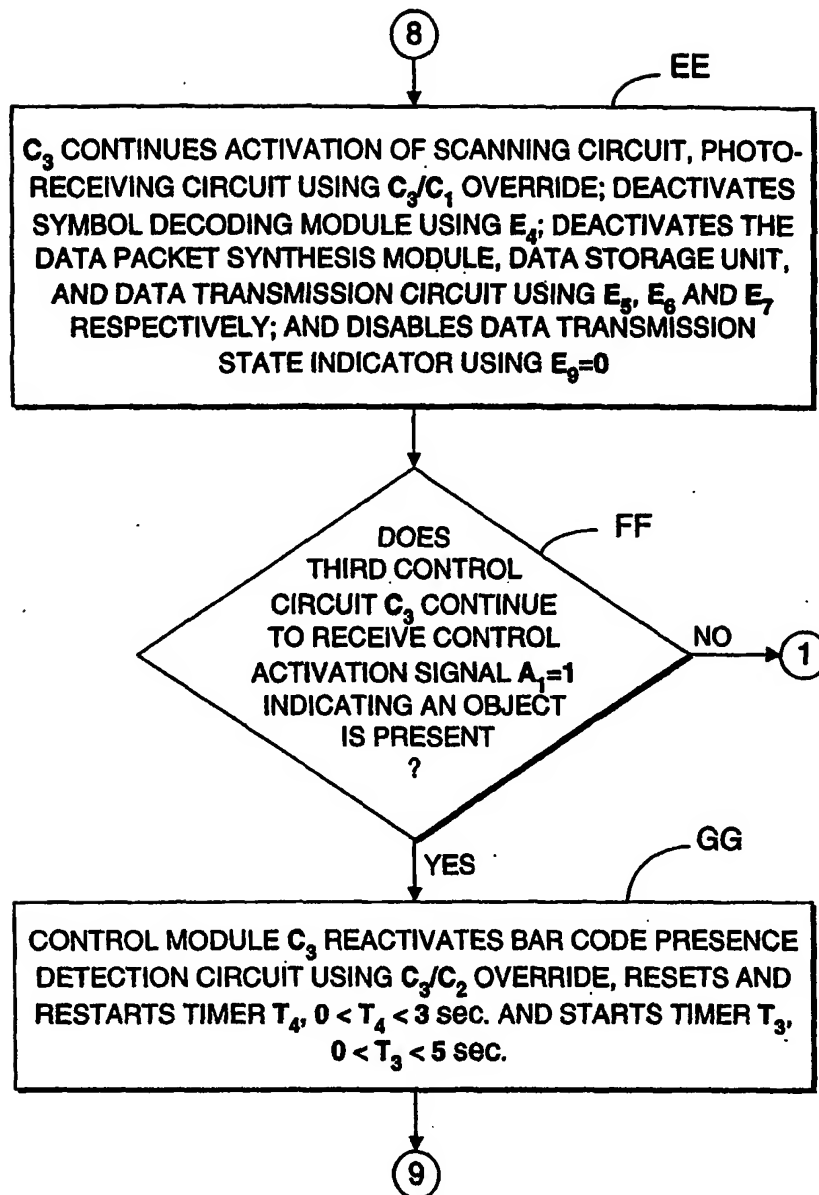 8
EE
C₃ CONTINUES ACTIVATION OF SCANNING CIRCUIT, PHOTO-
RECEIVING CIRCUIT USING C₃/C₁ OVERRIDE; DEACTIVATES
SYMBOL DECODING MODULE USING E₄; DEACTIVATES THE
DATA PACKET SYNTHESIS MODULE, DATA STORAGE UNIT,
AND DATA TRANSMISSION CIRCUIT USING E₅, E₆ AND E₇
RESPECTIVELY; AND DISABLES DATA TRANSMISSION
STATE INDICATOR USING E₉=0
FF
DOES
THIRD CONTROL
CIRCUIT C₃ CONTINUE
TO RECEIVE CONTROL
ACTIVATION SIGNAL A₁=1
INDICATING AN OBJECT
IS PRESENT
?
NO
1
YES
GG
CONTROL MODULE C₃ REACTIVATES BAR CODE PRESENCE
DETECTION CIRCUIT USING C₃/C₂ OVERRIDE, RESETS AND
RESTARTS TIMER T₄, 0 < T₄ < 3 sec. AND STARTS TIMER T₃,
0 < T₃ < 5 sec.
9